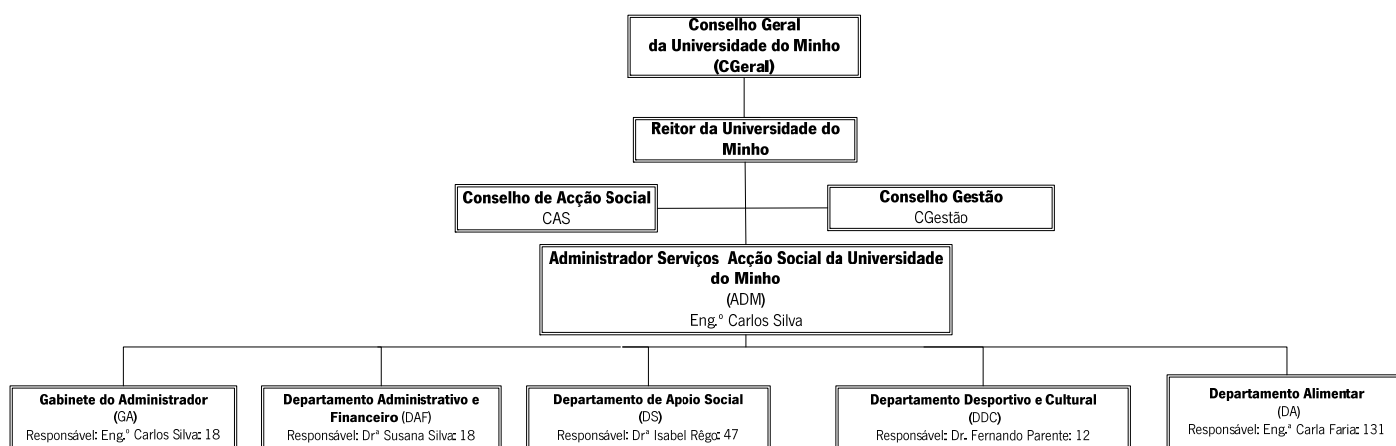 Conselho Geral
da Universidade do Minho
(CGeral)
Reitor da Universidade do
Minho
Conselho de Acção Social
CAS
Conselho Gestão
CGestão
Administrador Serviços Acção Social da Universidade
do Minho
(ADM)
Eng.º Carlos Silva
Gabinete do Administrador
(GA)
Responsável: Eng.º Carlos Silva: 18
Departamento Administrativo e
Financeiro (DAF)
Responsável: Drª Susana Silva: 18
Departamento de Apoio Social
(DS)
Responsável: Drª Isabel Rêgo: 47
Departamento Desportivo e Cultural
(DDC)
Responsável: Dr. Fernando Parente: 12
Departamento Alimentar
(DA)
Responsável: Eng.ª Carla Faria: 131